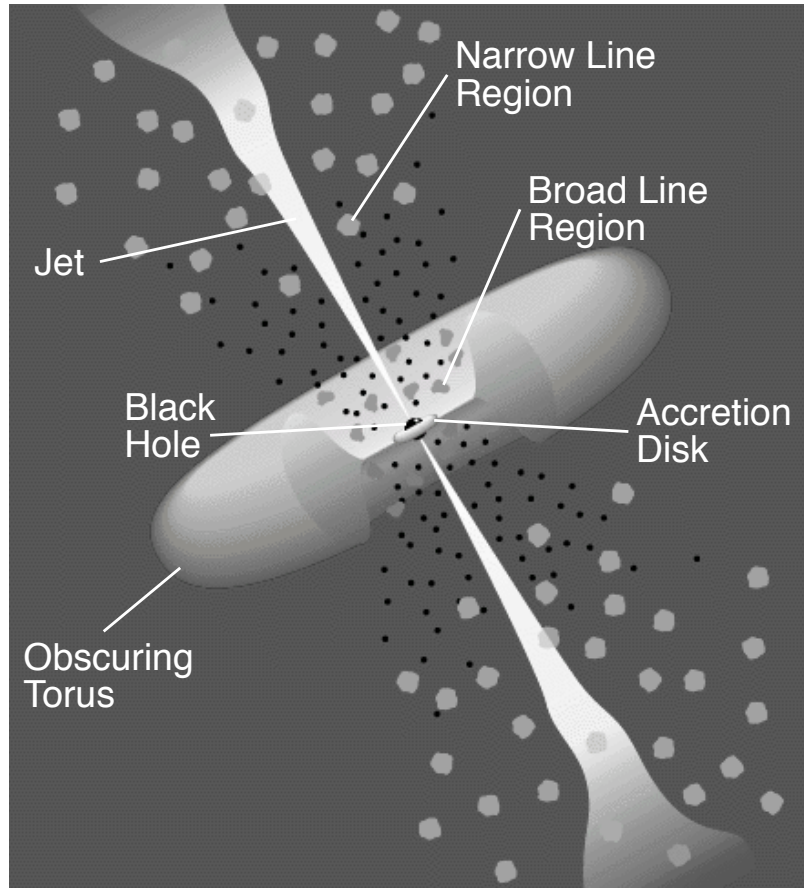 Narrow Line
Region
Broad Line
Region
Jet
Black
Hole
Accretion
Disk
Obscuring
Torus